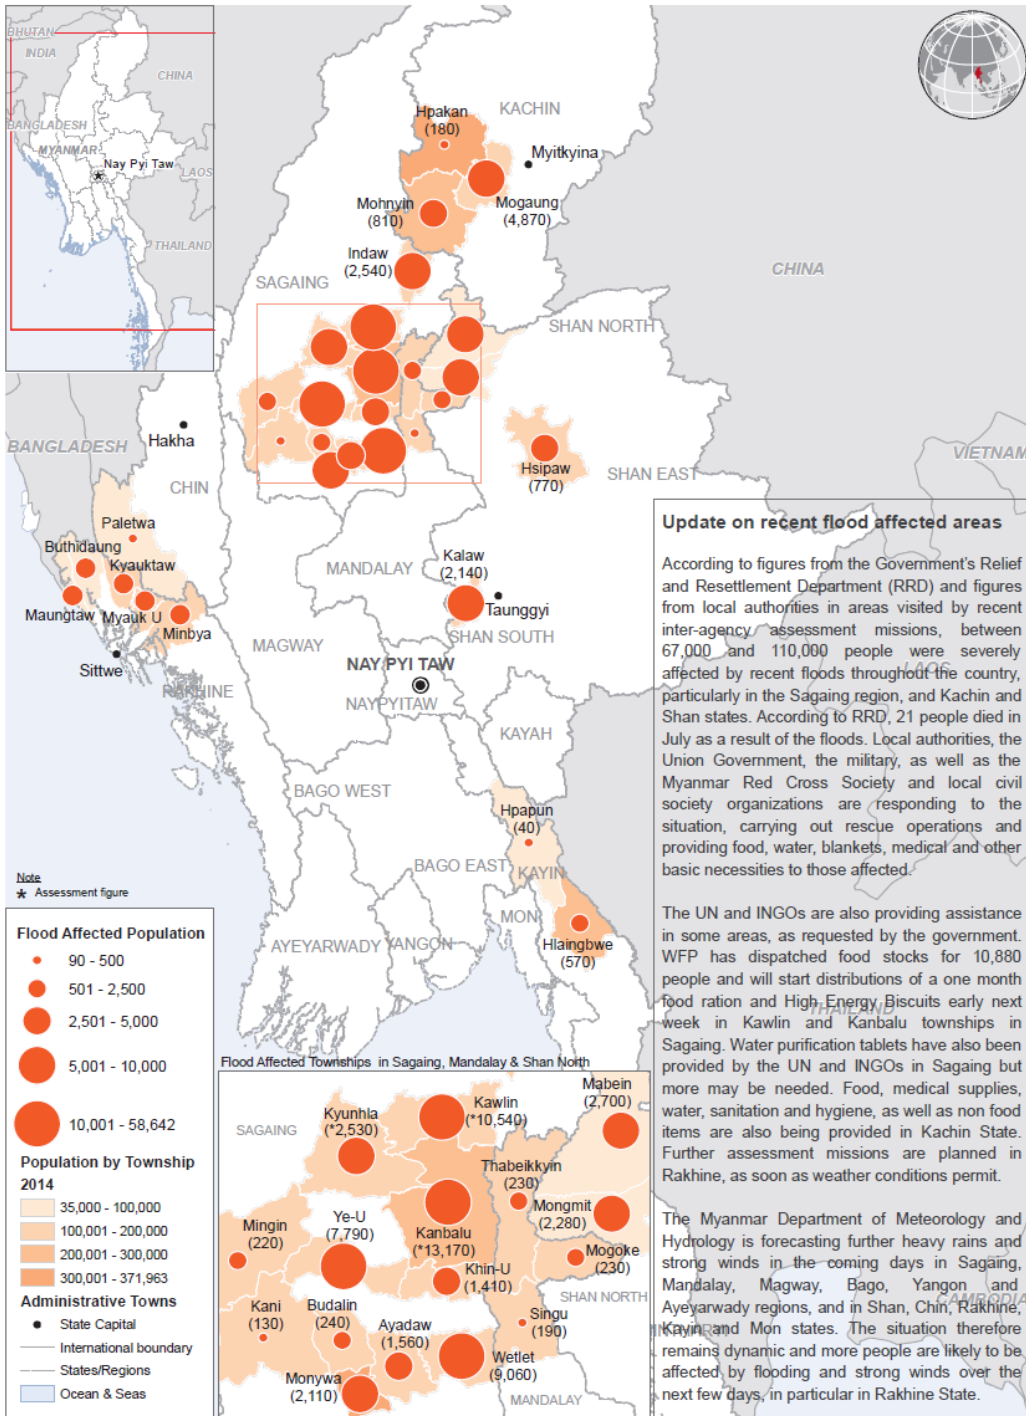 BHUTAN
INDIA
CHINA
BANGLADESH
MYANMAR
Nay Pyi Taw
LAOS
THAILAND
KACHIN
Hpakan
(180)
Myitkyina
Mohnyin
(810)
Mogaung
(4,870)
Indaw
(2,540)
SAGAING
CHINA
SHAN NORTH
BANGLADESH
Hakha
CHIN
VIETNAM
Hsipaw
(770)
SHAN EAST
Paletwa
Buthidaung
Kyauktaw
Maungtaw
Myauk U
Minbya
Sittwe
RAKHINE
MANDALAY
Kalaw
(2,140)
Taunggyi
SHAN SOUTH
MAGWAY
NAY PYI TAW
NAYPYITAW
KAYAH
BAGO WEST
Hpapun
(40)
BAGO EAST
KAYIN
MON
Hlaingbwe
(570)
AYEYARWADY
YANGON
LAOS
THAILAND
CAMBODIA
Update on recent flood affected areas
According to figures from the Government's Relief
and Resettlement Department (RRD) and figures
from local authorities in areas visited by recent
inter-agency assessment missions, between
67,000 and 110,000 people were severely
affected by recent floods throughout the country,
particularly in the Sagaing region, and Kachin and
Shan states. According to RRD, 21 people died in
July as a result of the floods. Local authorities, the
Union Government, the military, as well as the
Myanmar Red Cross Society and local civil
society organizations are responding to the
situation, carrying out rescue operations and
providing food, water, blankets, medical and other
basic necessities to those affected.
The UN and INGOs are also providing assistance
in some areas, as requested by the government.
WFP has dispatched food stocks for 10,880
people and will start distributions of a one month
food ration and High Energy Biscuits early next
week in Kawlin and Kanbalu townships in
Sagaing. Water purification tablets have also been
provided by the UN and INGOs in Sagaing but
more may be needed. Food, medical supplies,
water, sanitation and hygiene, as well as non food
items are also being provided in Kachin State.
Further assessment missions are planned in
Rakhine, as soon as weather conditions permit.
The Myanmar Department of Meteorology and
Hydrology is forecasting further heavy rains and
strong winds in the coming days in Sagaing,
Mandalay, Magway, Bago, Yangon and
Ayeyarwady regions, and in Shan, Chin, Rakhine,
Kayin and Mon states. The situation therefore
remains dynamic and more people are likely to be
affected by flooding and strong winds over the
next few days, in particular in Rakhine State.
Note
* Assessment figure
Flood Affected Population
90 - 500
501 - 2,500
2,501 - 5,000
5,001 - 10,000
10,001 - 58,642
Population by Township
2014
35,000 - 100,000
100,001 - 200,000
200,001 - 300,000
300,001 - 371,963
Administrative Towns
State Capital
International boundary
States/Regions
Ocean & Seas
Flood Affected Townships in Sagaing, Mandalay & Shan North
SAGAING
Kyunhla
(*2,530)
Kawlin
(*10,540)
Mabein
(2,700)
Thabeikkyin
(230)
Mongmit
(2,280)
Mingin
(220)
Ye-U
(7,790)
Kanbalu
(*13,170)
Mogoke
(230)
Khin-U
(1,410)
SHAN NORTH
Kani
(130)
Budalin
(240)
Ayadaw
(1,560)
Singu
(190)
Wetlet
(9,060)
Monywa
(2,110)
MANDALAY